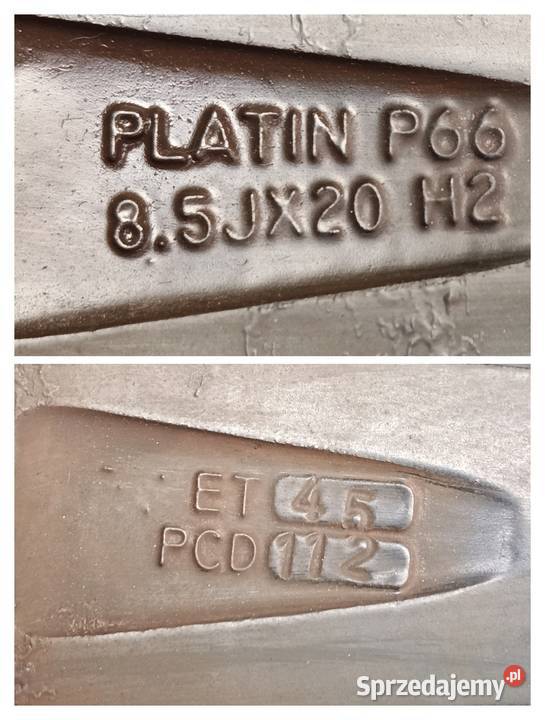 PLATIN P66
8.5JX20 H2
ET 45
PCD 112
Sprzedajemy.pl